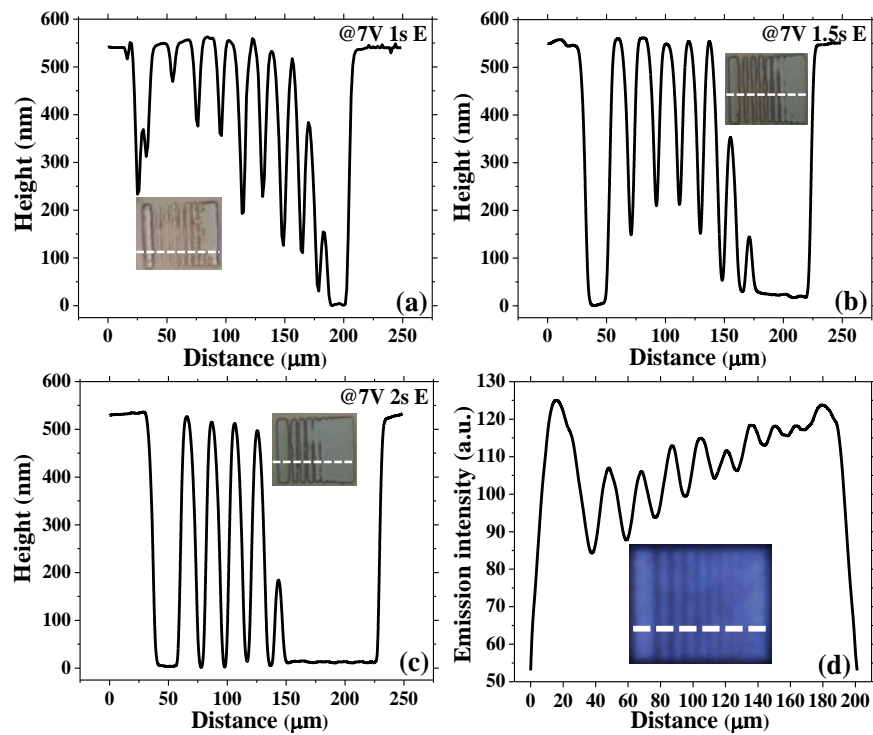 @7V 1s E
600
500
400
300
200
100
0
Height (nm)
0 50 100 150 200 250
Distance (μm)
(a)
@7V 1.5s E
600
500
400
300
200
100
0
Height (nm)
0 50 100 150 200 250
Distance (μm)
(b)
@7V 2s E
600
500
400
300
200
100
0
Height (nm)
0 50 100 150 200 250
Distance (μm)
(c)
130
120
110
100
90
80
70
60
50
Emission intensity (a.u.)
0 20 40 60 80 100 120 140 160 180 200
Distance (μm)
(d)